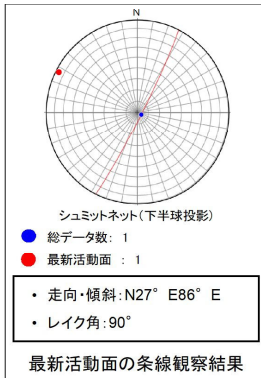 N
シュミットネット(下半球投影)
総データ数: 1
最新活動面 : 1
• 走向・傾斜:N27°E86°E
• レイク角:90°
最新活動面の条線観察結果